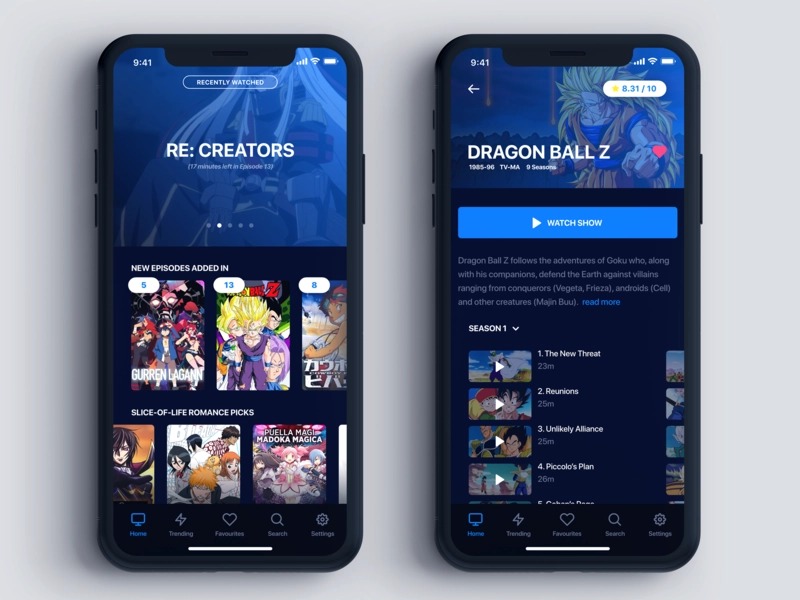 9:41
RECENTLY WATCHED
RE: CREATORS
(17 minutes left in Episode 13)
NEW EPISODES ADDED IN
5
13
8
GURREN LAGANN
SLICE-OF-LIFE ROMANCE PICKS
PUELLA MAGI
MADOKA MAGICA
Home
Trending
Favourites
Search
Settings
9:41
8.31 / 10
DRAGON BALL Z
1985-96 TV-MA 9 Seasons
WATCH SHOW
Dragon Ball Z follows the adventures of Goku who, along
with his companions, defend the Earth against villains
ranging from conquerors (Vegeta, Frieza), androids (Cell)
and other creatures (Majin Buu). read more
SEASON 1
1. The New Threat
23m
2. Reunions
25m
3. Unlikely Alliance
25m
4. Piccolo's Plan
26m
Home
Trending
Favourites
Search
Settings